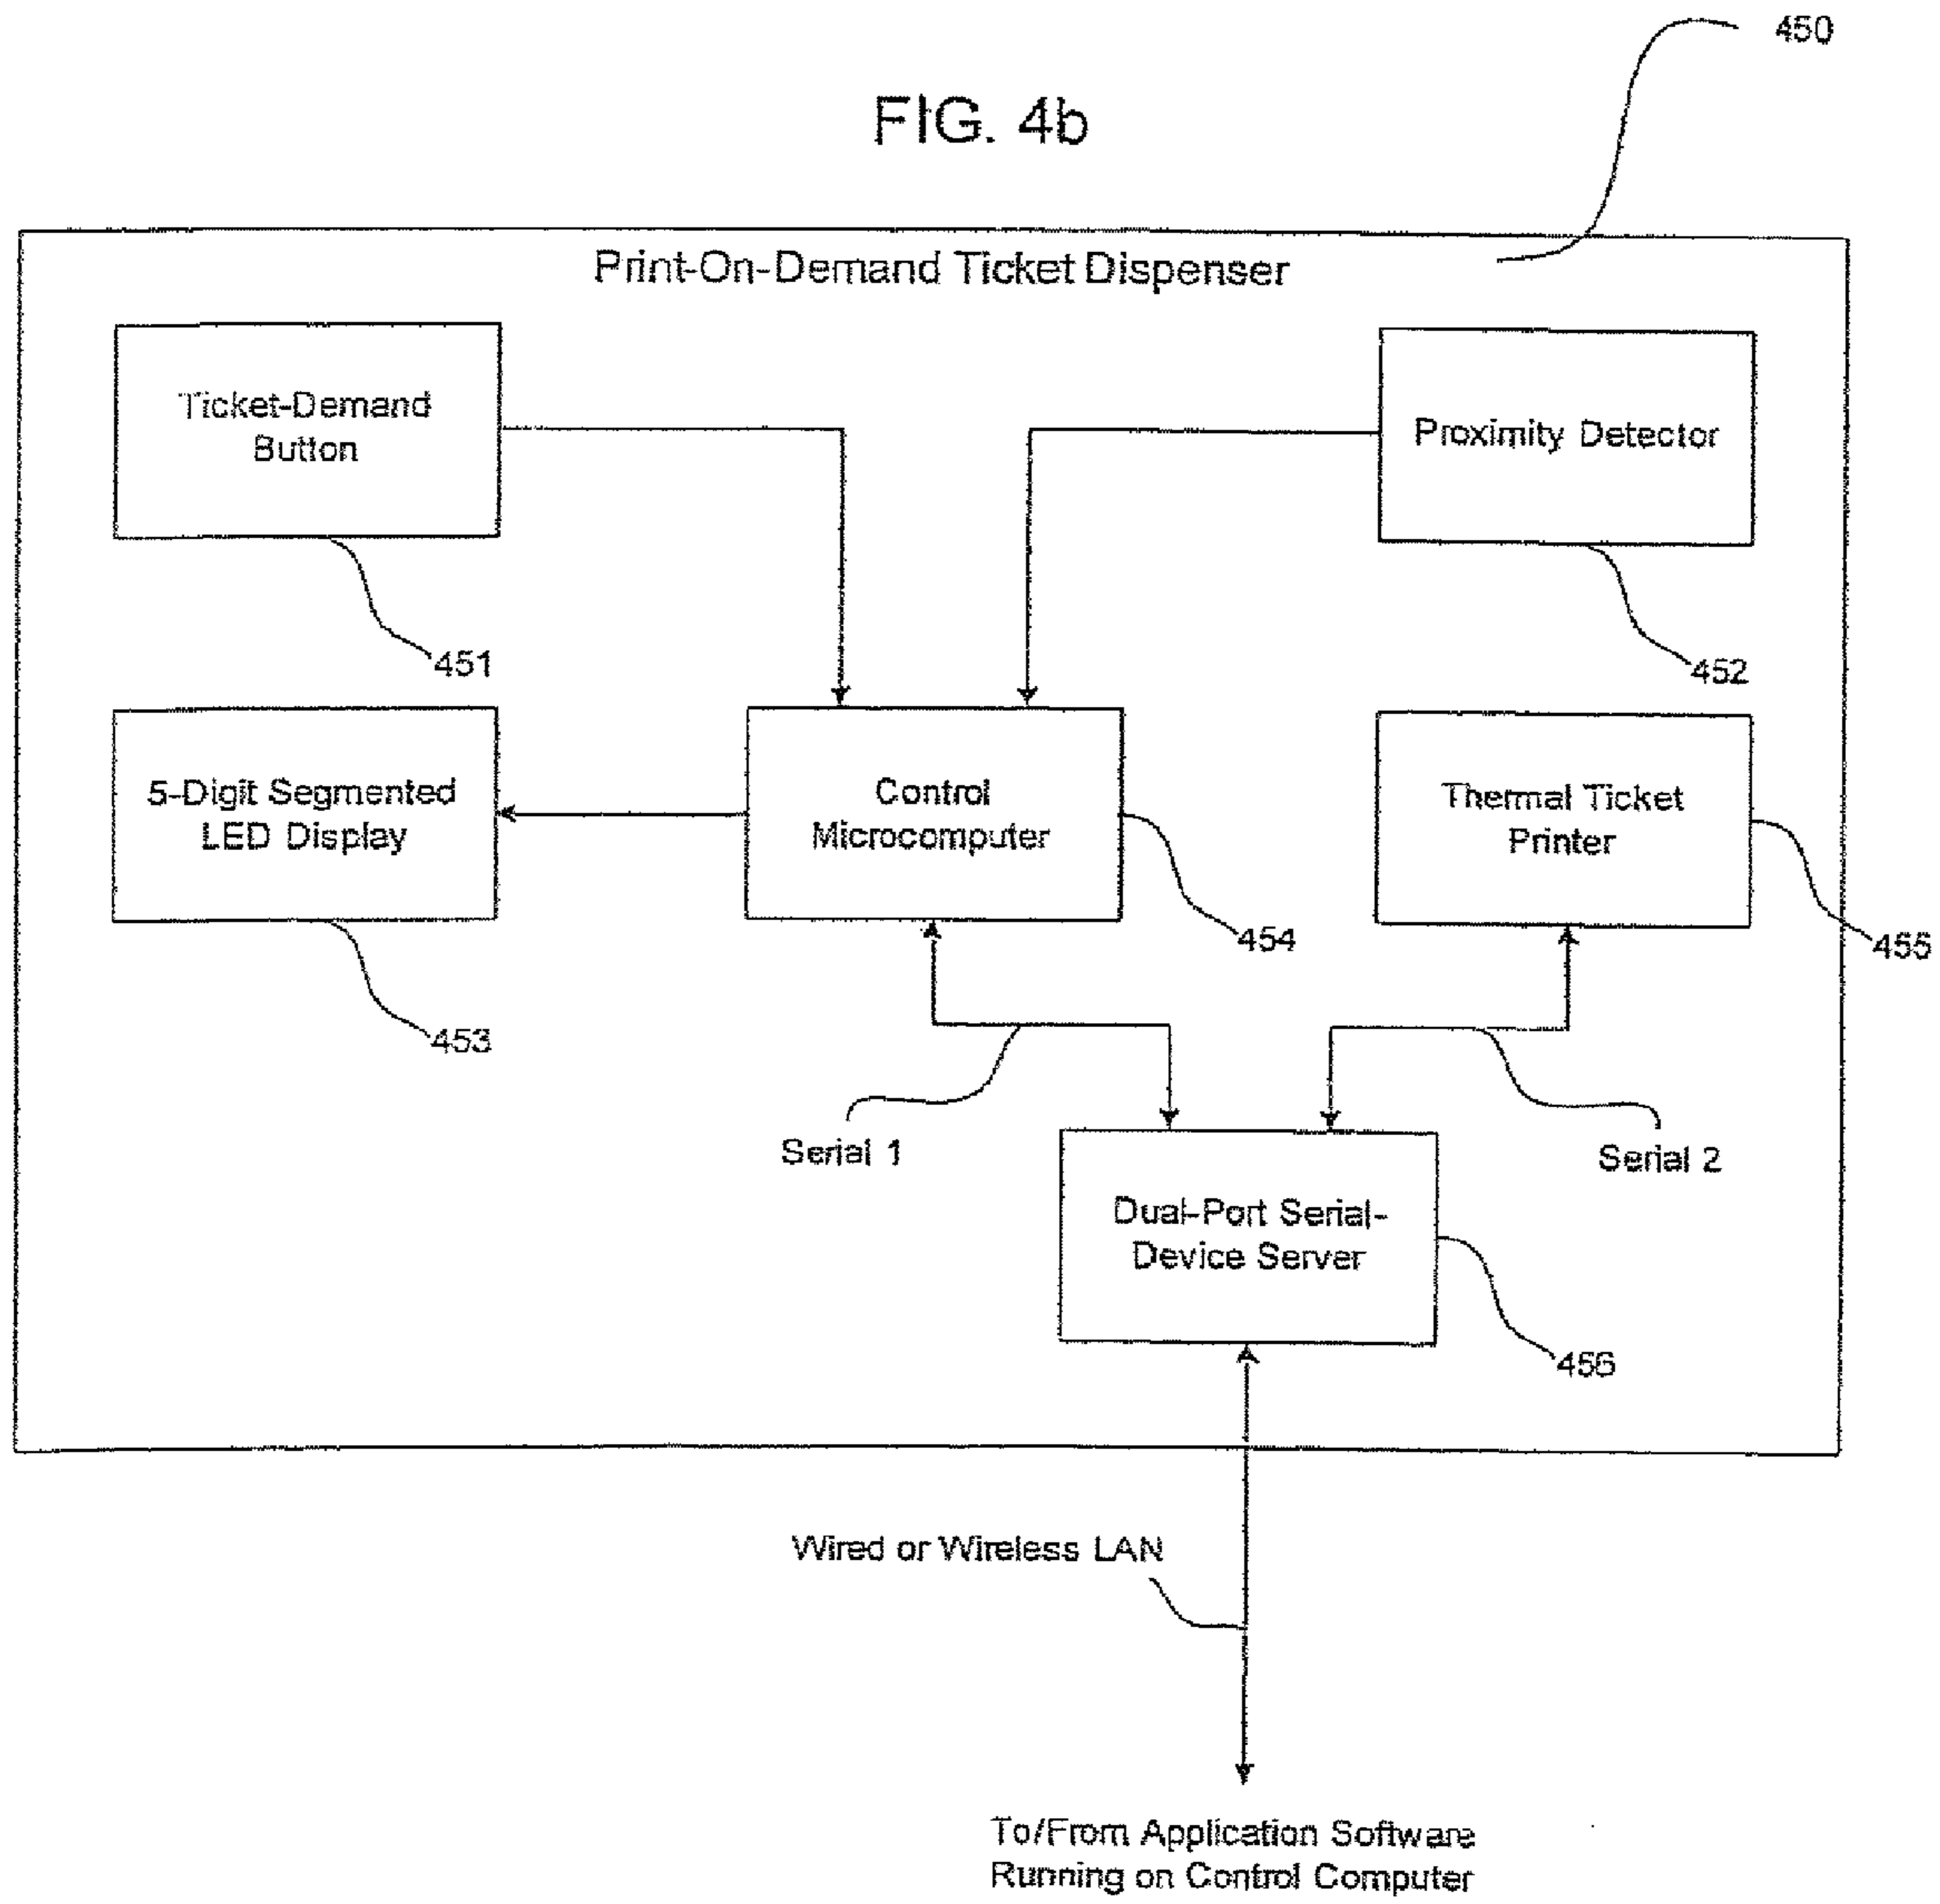 450
FIG. 4b
Print-On-Demand Ticket Dispenser
Ticket-Demand
Button
Proximity Detector
451
452
5-Digit Segmented
LED Display
Control
Microcomputer
Thermal Ticket
Printer
454
455
453
Serial 1
Serial 2
Dual-Port Serial-
Device Server
456
Wired or Wireless LAN
To/From Application Software
Running on Control Computer